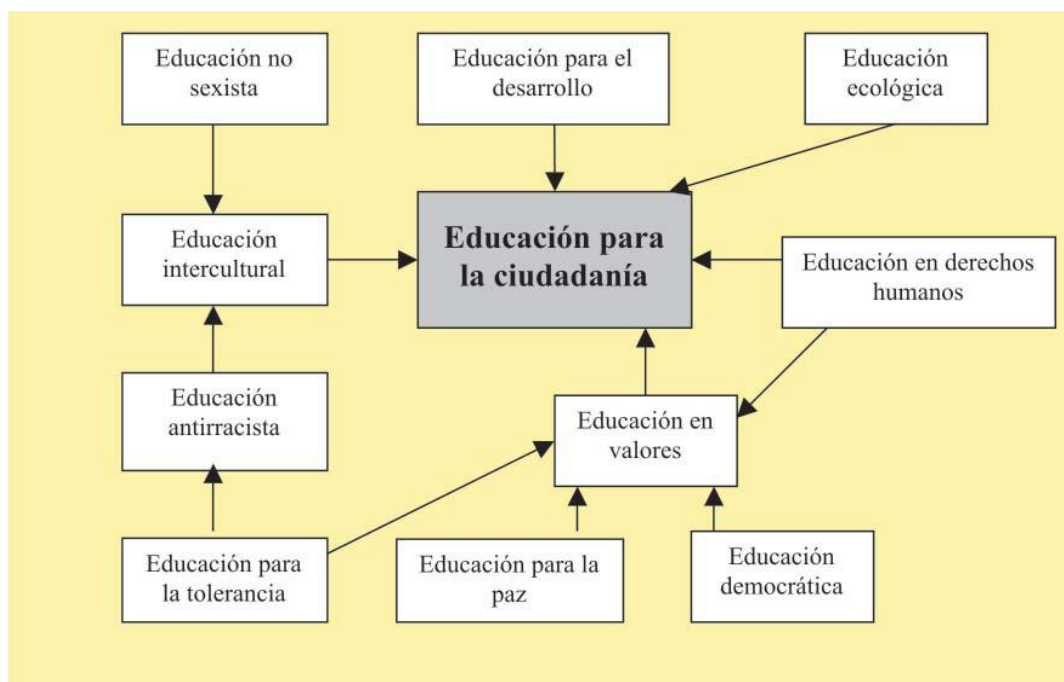 Educación no
sexista
Educación para el
desarrollo
Educación
ecológica
Educación
intercultural
Educación para
la ciudadanía
Educación en derechos
humanos
Educación
antirracista
Educación en
valores
Educación para
la tolerancia
Educación para la
paz
Educación
democrática